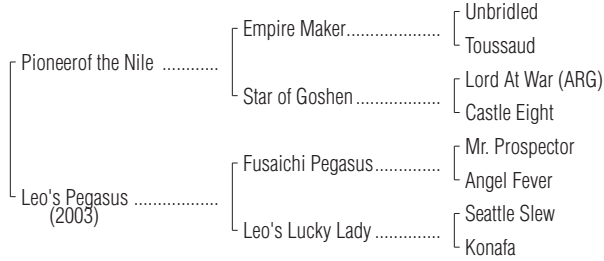 Unbridled
Empire Maker....................
Toussaud
Pioneerof the Nile ............
Lord At War (ARG)
Star of Goshen..................
Castle Eight
Mr. Prospector
Fusaichi Pegasus..............
Angel Fever
Leo's Pegasus ..................
(2003)
Seattle Slew
Leo's Lucky Lady ..............
Konafa